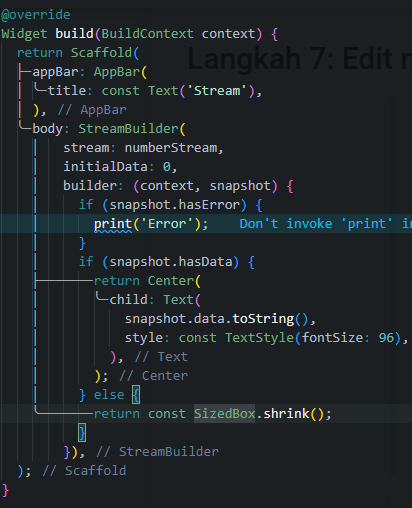 @override
Langkah 7: Edit
Widget build(BuildContext context) {
return Scaffold(
appBar: AppBar(
title: const Text('Stream'),
), // AppBar
body: StreamBuilder(
stream: numberStream,
initialData: 0,
builder: (context, snapshot) {
if (snapshot.hasError) {
print('Error'); Don't invoke 'print' in
}
if (snapshot.hasData) {
return Center(
child: Text(
snapshot.data.toString(),
style: const TextStyle(fontSize: 96),
), // Text
); // Center
} else {
return const SizedBox.shrink();
}
}), // StreamBuilder
); // Scaffold
}